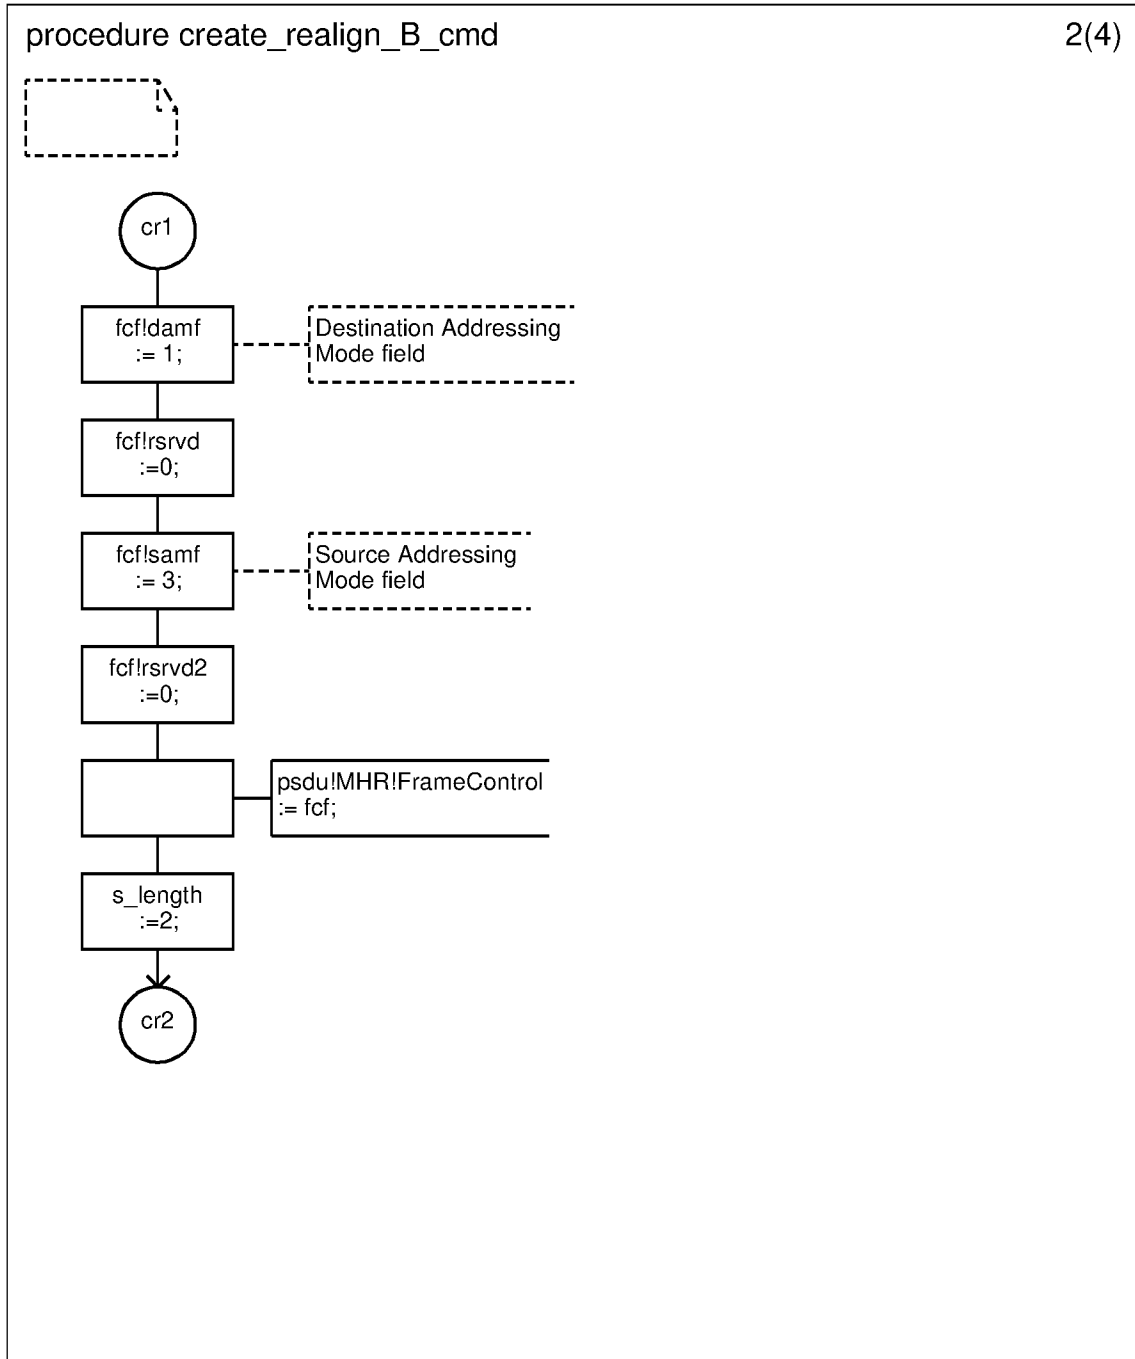 procedure create_realign_B_cmd
2(4)
cr1
fcf!damf
:= 1;
Destination Addressing
Mode field
fcf!rsrvd
:=0;
fcf!samf
:= 3;
Source Addressing
Mode field
fcf!rsrvd2
:=0;
psdu!MHR!FrameControl
:= fcf;
s_length
:=2;
cr2